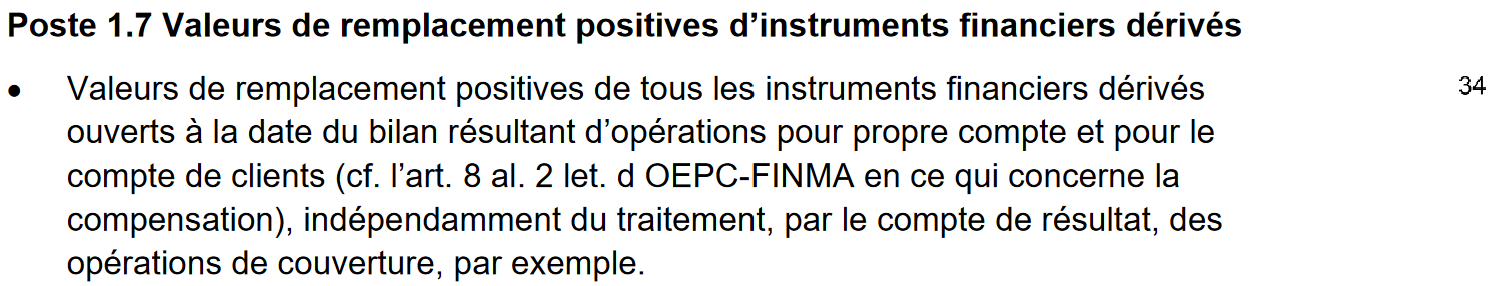 Poste 1.7 Valeurs de remplacement positives d’instruments financiers dérivés
• Valeurs de remplacement positives de tous les instruments financiers dérivés 34
ouverts à la date du bilan résultant d’opérations pour propre compte et pour le
compte de clients (cf. l’art. 8 al. 2 let. d OEPC-FINMA en ce qui concerne la
compensation), indépendamment du traitement, par le compte de résultat, des
opérations de couverture, par exemple.